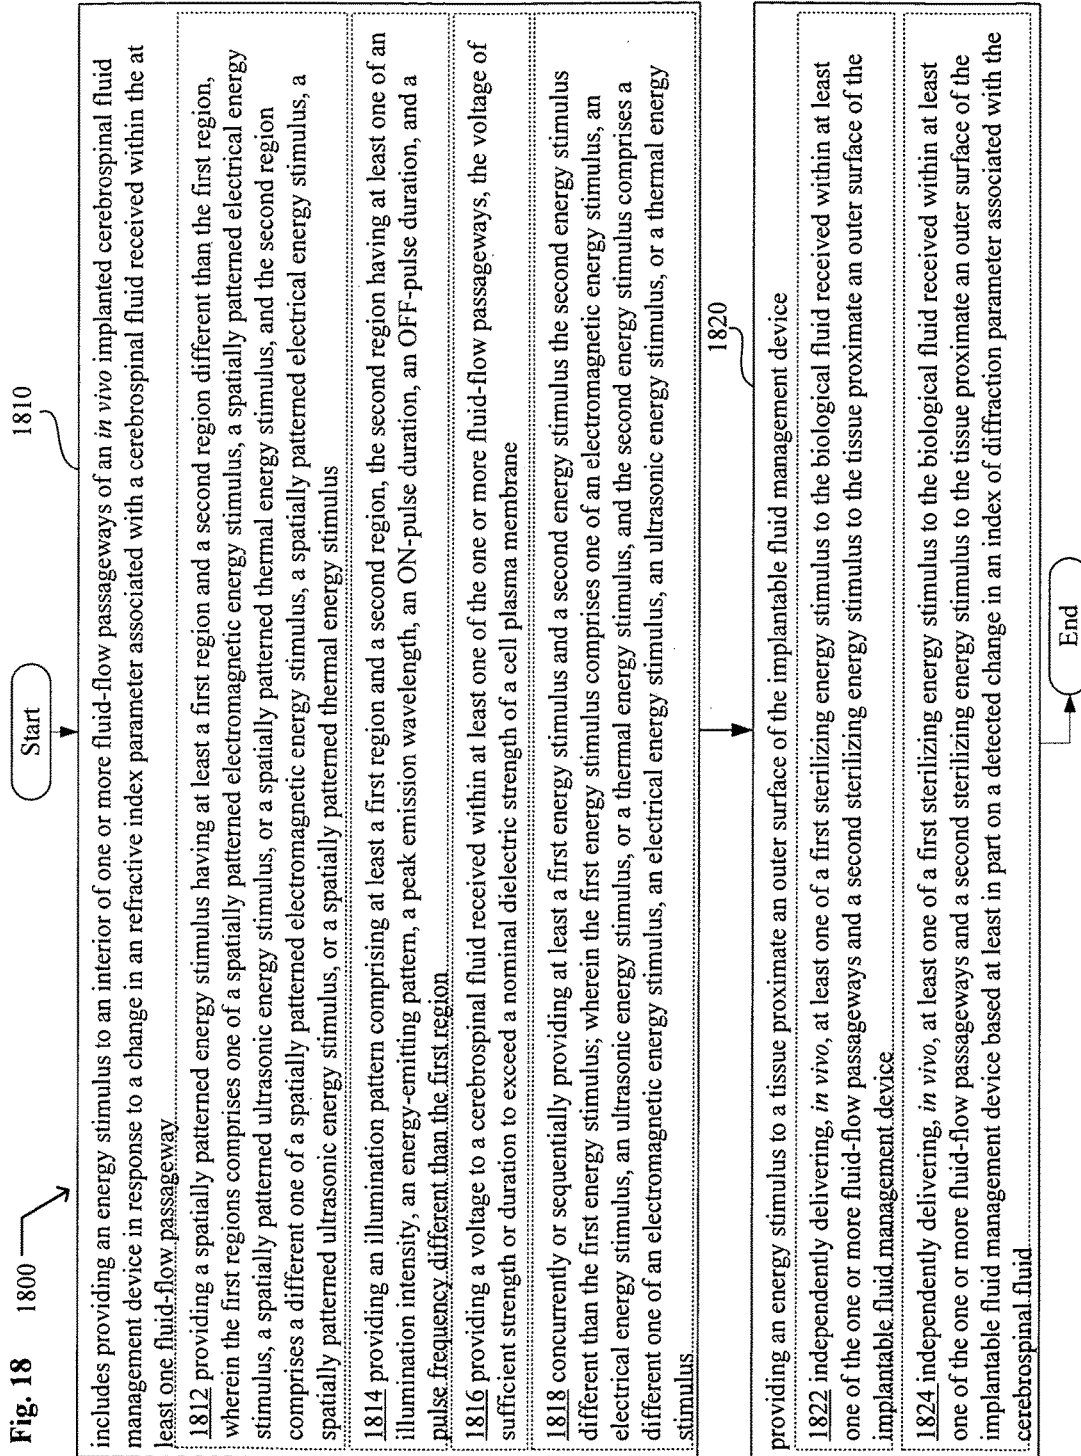 Fig. 18
1800
Start
1810
includes providing an energy stimulus to an interior of one or more fluid-flow passageways of an in vivo implanted cerebrospinal fluid
management device in response to a change in an refractive index parameter associated with a cerebrospinal fluid received within the at
least one fluid-flow passageway
1812 providing a spatially patterned energy stimulus having at least a first region and a second region different than the first region,
wherein the first regions comprises one of a spatially patterned electromagnetic energy stimulus, a spatially patterned electrical energy
stimulus, a spatially patterned ultrasonic energy stimulus, or a spatially patterned thermal energy stimulus, and the second region
comprises a different one of a spatially patterned electromagnetic energy stimulus, a spatially patterned electrical energy stimulus, a
spatially patterned ultrasonic energy stimulus, or a spatially patterned thermal energy stimulus
1814 providing an illumination pattern comprising at least a first region and a second region, the second region having at least one of an
illumination intensity, an energy-emitting pattern, a peak emission wavelength, an ON-pulse duration, an OFF-pulse duration, and a
pulse frequency different than the first region
1816 providing a voltage to a cerebrospinal fluid received within at least one of the one or more fluid-flow passageways, the voltage of
sufficient strength or duration to exceed a nominal dielectric strength of a cell plasma membrane
1818 concurrently or sequentially providing at least a first energy stimulus and a second energy stimulus the second energy stimulus
different than the first energy stimulus; wherein the first energy stimulus comprises one of an electromagnetic energy stimulus, an
electrical energy stimulus, an ultrasonic energy stimulus, or a thermal energy stimulus, and the second energy stimulus comprises a
different one of an electromagnetic energy stimulus, an electrical energy stimulus, an ultrasonic energy stimulus, or a thermal energy
stimulus
1820
providing an energy stimulus to a tissue proximate an outer surface of the implantable fluid management device
1822 independently delivering, in vivo, at least one of a first sterilizing energy stimulus to the biological fluid received within at least
one of the one or more fluid-flow passageways and a second sterilizing energy stimulus to the tissue proximate an outer surface of the
implantable fluid management device
1824 independently delivering, in vivo, at least one of a first sterilizing energy stimulus to the biological fluid received within at least
one of the one or more fluid-flow passageways and a second sterilizing energy stimulus to the tissue proximate an outer surface of the
implantable fluid management device based at least in part on a detected change in an index of diffraction parameter associated with the
cerebrospinal fluid
End